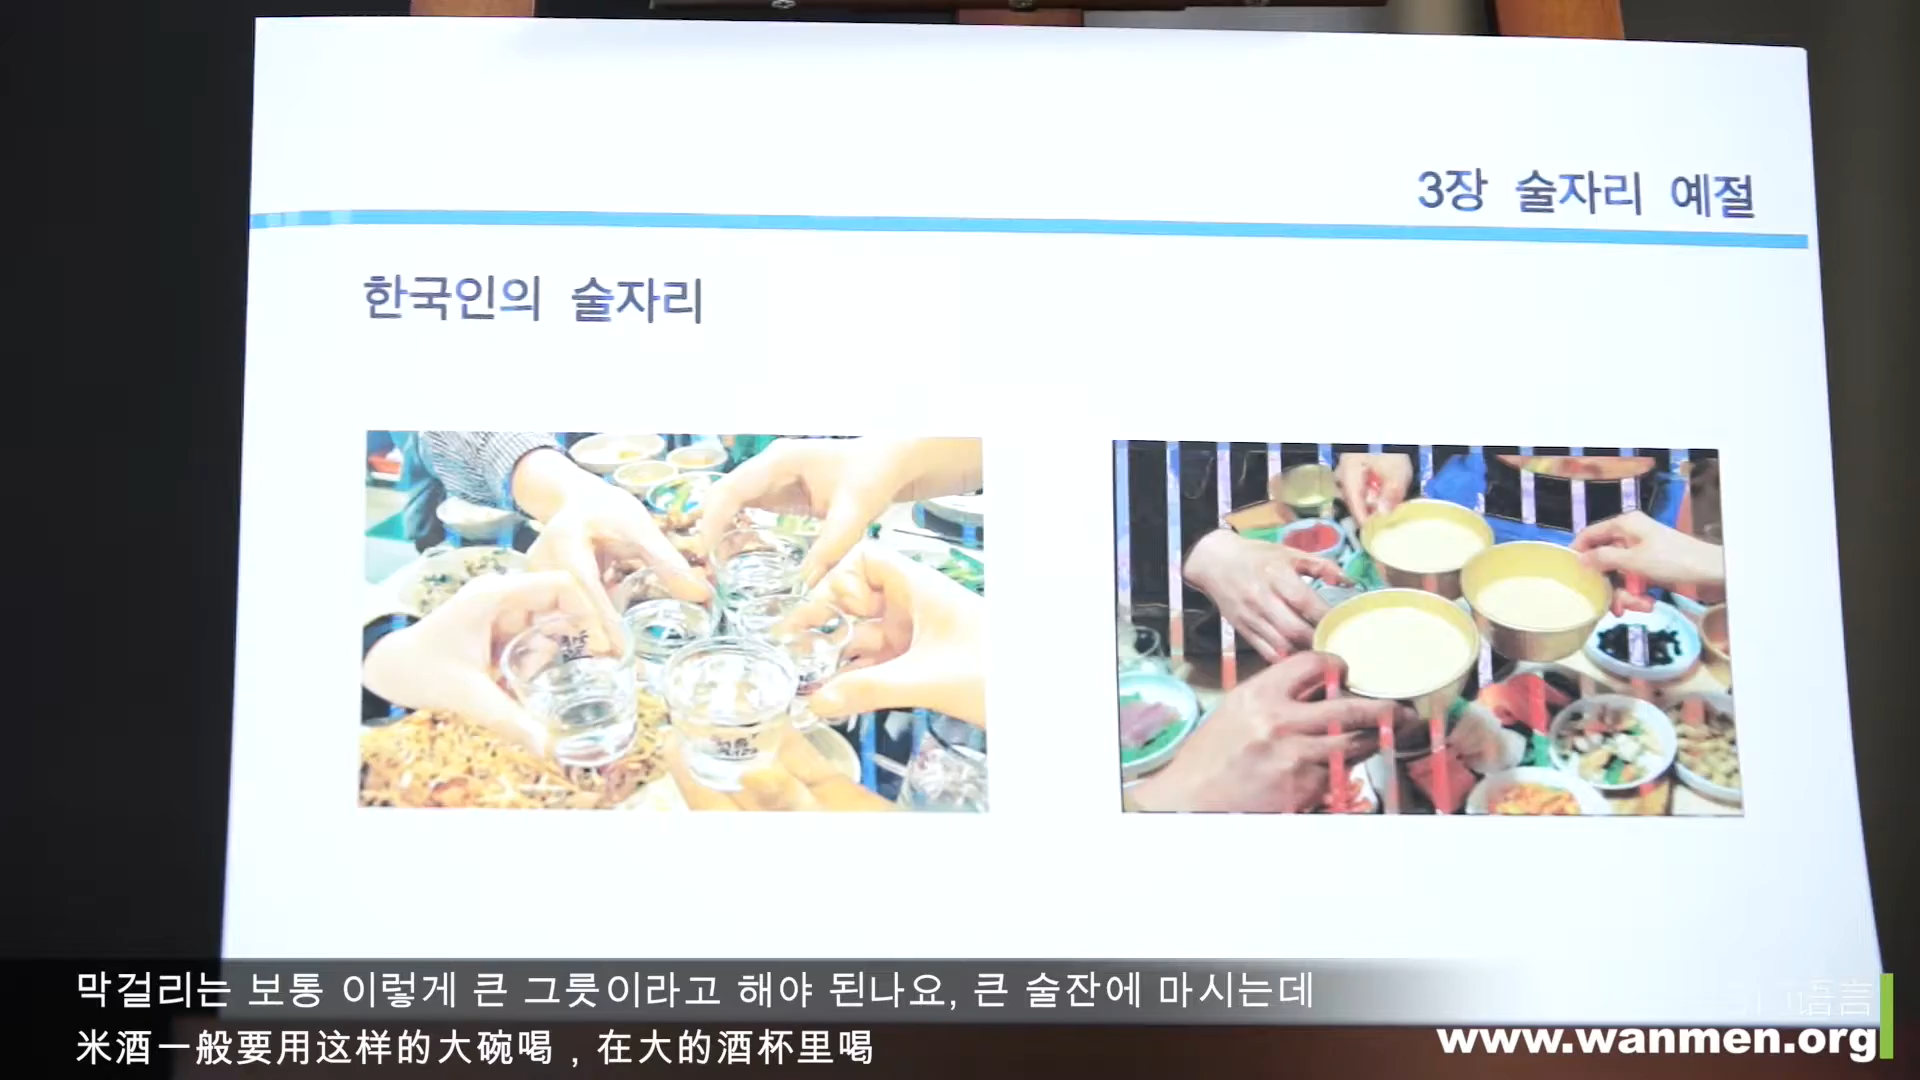 3장 술자리 예절
한국인의 술자리
막걸리는 보통 이렇게 큰 그릇이라고 해야 된나요, 큰 술잔에 마시는데
米酒一般要用这样的大碗喝，在大的酒杯里喝
语言
www.wanmen.org